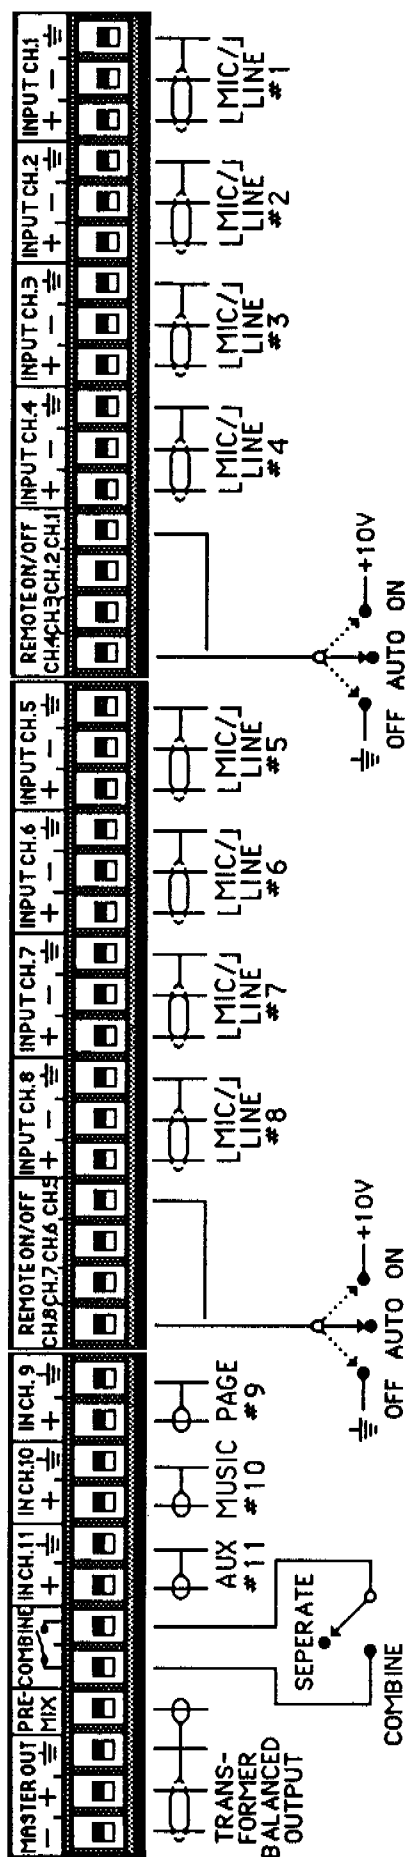 MASTER OUT
− + ⏚
PRE-
MIX
COMBINE
IN CH.11
+ ⏚
IN CH.10
+ ⏚
IN CH. 9
+ ⏚
REMOTE ON/OFF
CH.8 CH.7 CH.6 CH.5
INPUT CH.8
+ − ⏚
INPUT CH.7
+ − ⏚
INPUT CH.6
+ − ⏚
INPUT CH.5
+ − ⏚
REMOTE ON/OFF
CH.4 CH.3 CH.2 CH.1
INPUT CH.4
+ − ⏚
INPUT CH.3
+ − ⏚
INPUT CH.2
+ − ⏚
INPUT CH.1
+ − ⏚
TRANS-
FORMER
BALANCED
OUTPUT
SEPERATE
COMBINE
AUX
#11
MUSIC
#10
PAGE
#9
+10V
OFF AUTO ON
MIC/
LINE
#8
MIC/
LINE
#7
MIC/
LINE
#6
MIC/
LINE
#5
+10V
OFF AUTO ON
MIC/
LINE
#4
MIC/
LINE
#3
MIC/
LINE
#2
MIC/
LINE
#1